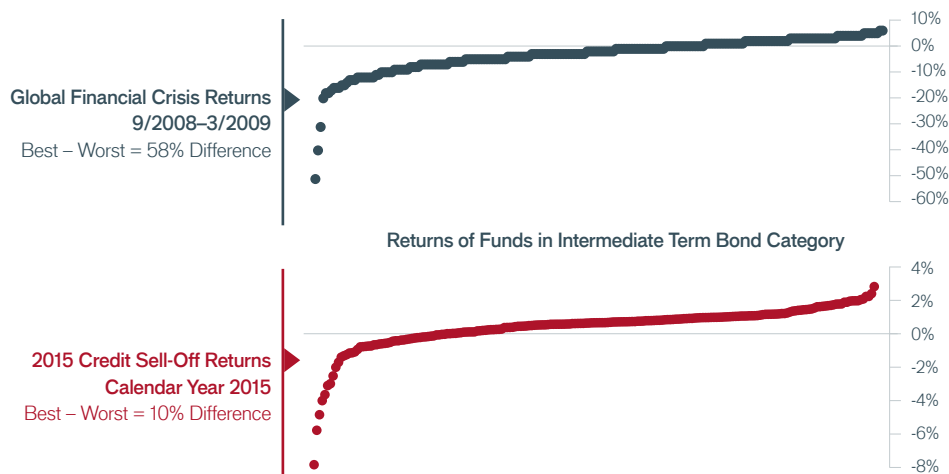 Global Financial Crisis Returns
9/2008–3/2009
Best – Worst = 58% Difference
10%
0%
-10%
-20%
-30%
-40%
-50%
-60%
Returns of Funds in Intermediate Term Bond Category
2015 Credit Sell-Off Returns
Calendar Year 2015
Best – Worst = 10% Difference
4%
2%
0%
-2%
-4%
-6%
-8%